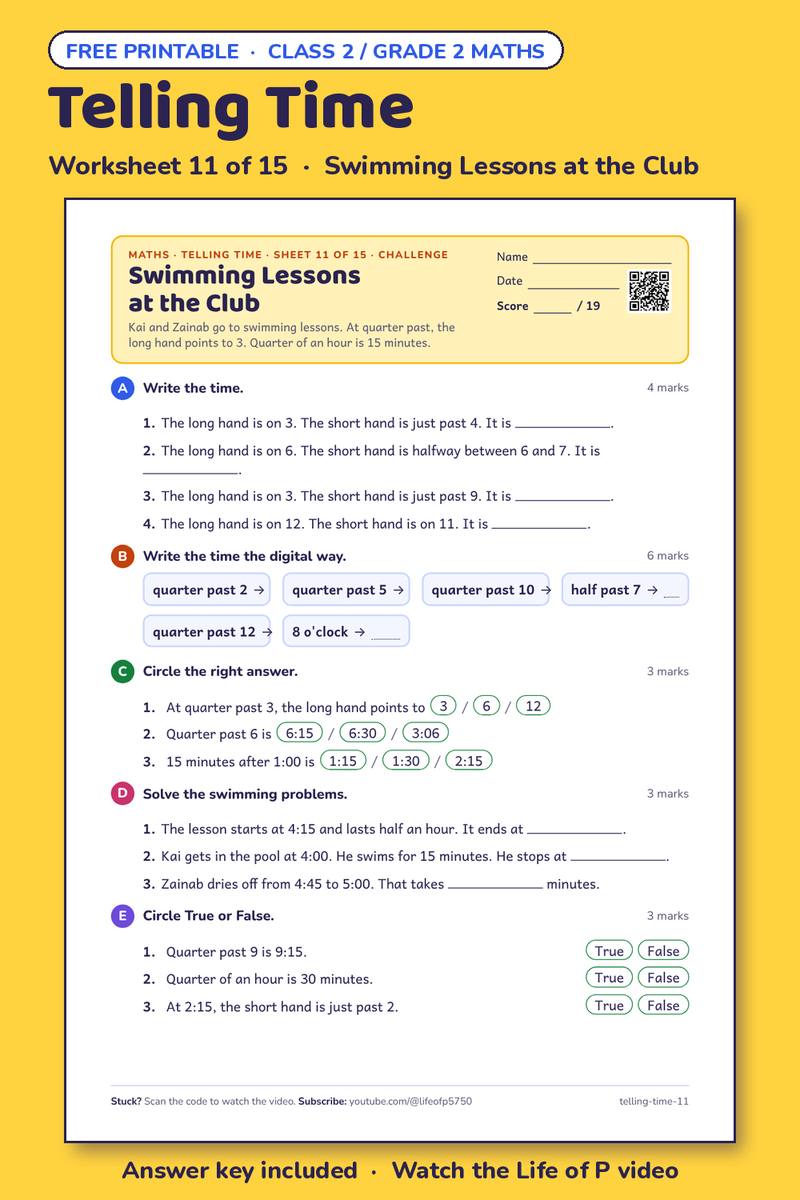 FREE PRINTABLE · CLASS 2 / GRADE 2 MATHS
Telling Time
Worksheet 11 of 15 · Swimming Lessons at the Club
MATHS · TELLING TIME · SHEET 11 OF 15 · CHALLENGE
Swimming Lessons
at the Club
Kai and Zainab go to swimming lessons. At quarter past, the
long hand points to 3. Quarter of an hour is 15 minutes.
Name ____________
Date ____________
Score ______ / 19
A Write the time. 4 marks
1. The long hand is on 3. The short hand is just past 4. It is ____________.
2. The long hand is on 6. The short hand is halfway between 6 and 7. It is
____________.
3. The long hand is on 3. The short hand is just past 9. It is ____________.
4. The long hand is on 12. The short hand is on 11. It is ____________.
B Write the time the digital way. 6 marks
quarter past 2 → quarter past 5 → quarter past 10 → half past 7 → __
quarter past 12 → 8 o'clock → ____
C Circle the right answer. 3 marks
1. At quarter past 3, the long hand points to 3 / 6 / 12
2. Quarter past 6 is 6:15 / 6:30 / 3:06
3. 15 minutes after 1:00 is 1:15 / 1:30 / 2:15
D Solve the swimming problems. 3 marks
1. The lesson starts at 4:15 and lasts half an hour. It ends at ____________.
2. Kai gets in the pool at 4:00. He swims for 15 minutes. He stops at ____________.
3. Zainab dries off from 4:45 to 5:00. That takes ____________ minutes.
E Circle True or False. 3 marks
1. Quarter past 9 is 9:15. True False
2. Quarter of an hour is 30 minutes. True False
3. At 2:15, the short hand is just past 2. True False
Stuck? Scan the code to watch the video. Subscribe: youtube.com/@lifeofp5750 telling-time-11
Answer key included · Watch the Life of P video